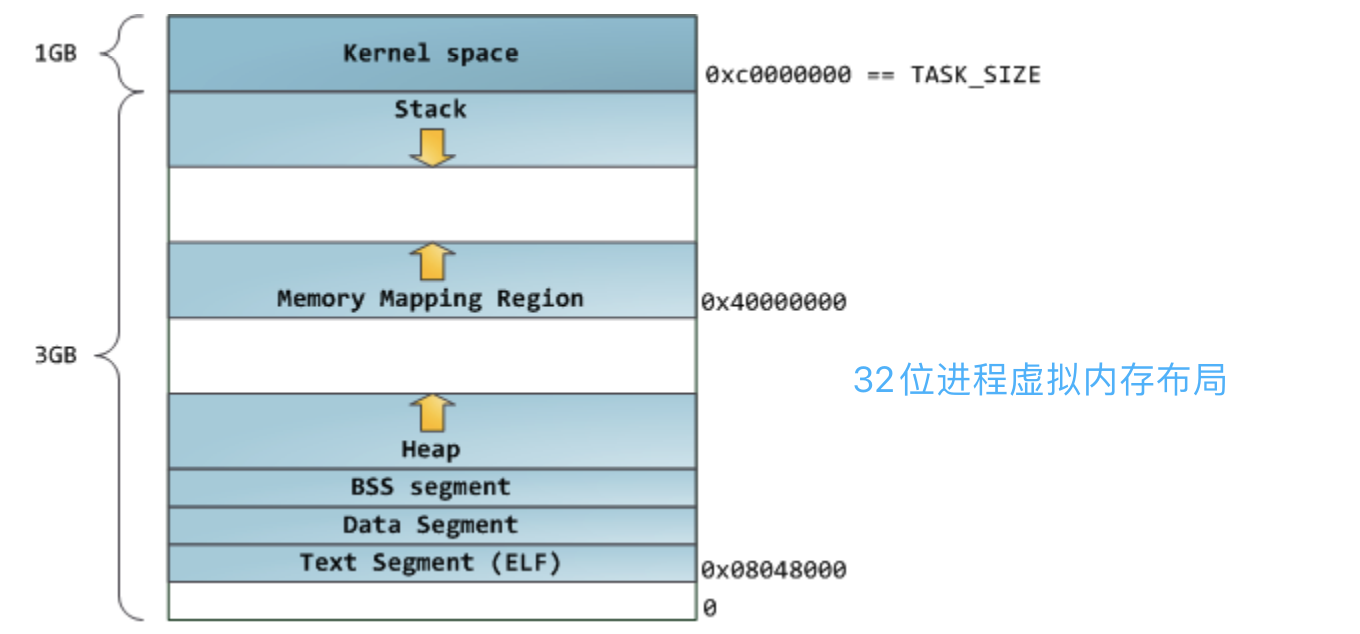 1GB
Kernel space
0xc0000000 == TASK_SIZE
Stack
Memory Mapping Region
0x40000000
3GB
32位进程虚拟内存布局
Heap
BSS segment
Data Segment
Text Segment (ELF)
0x08048000
0